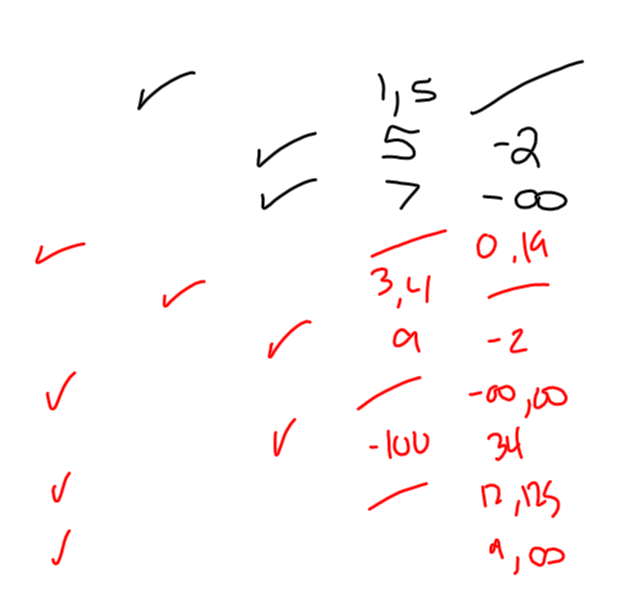 ✓ 1,5 —
✓ 5 -2
✓ 7 -∞
✓ — 0,19
✓ 3,4 —
✓ 9 -2
✓ — -∞,∞
✓ -100 34
✓ — 12,125
✓ 9,∞